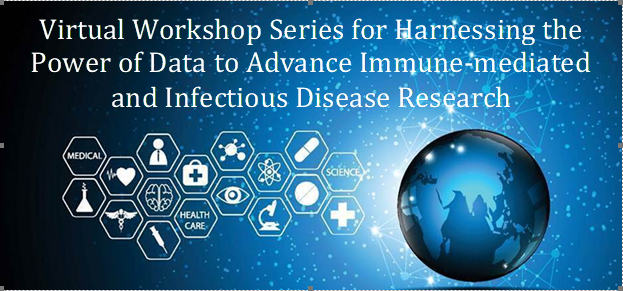 Virtual Workshop Series for Harnessing the
Power of Data to Advance Immune-mediated
and Infectious Disease Research
MEDICAL
SCIENCE
HEALTH
CARE